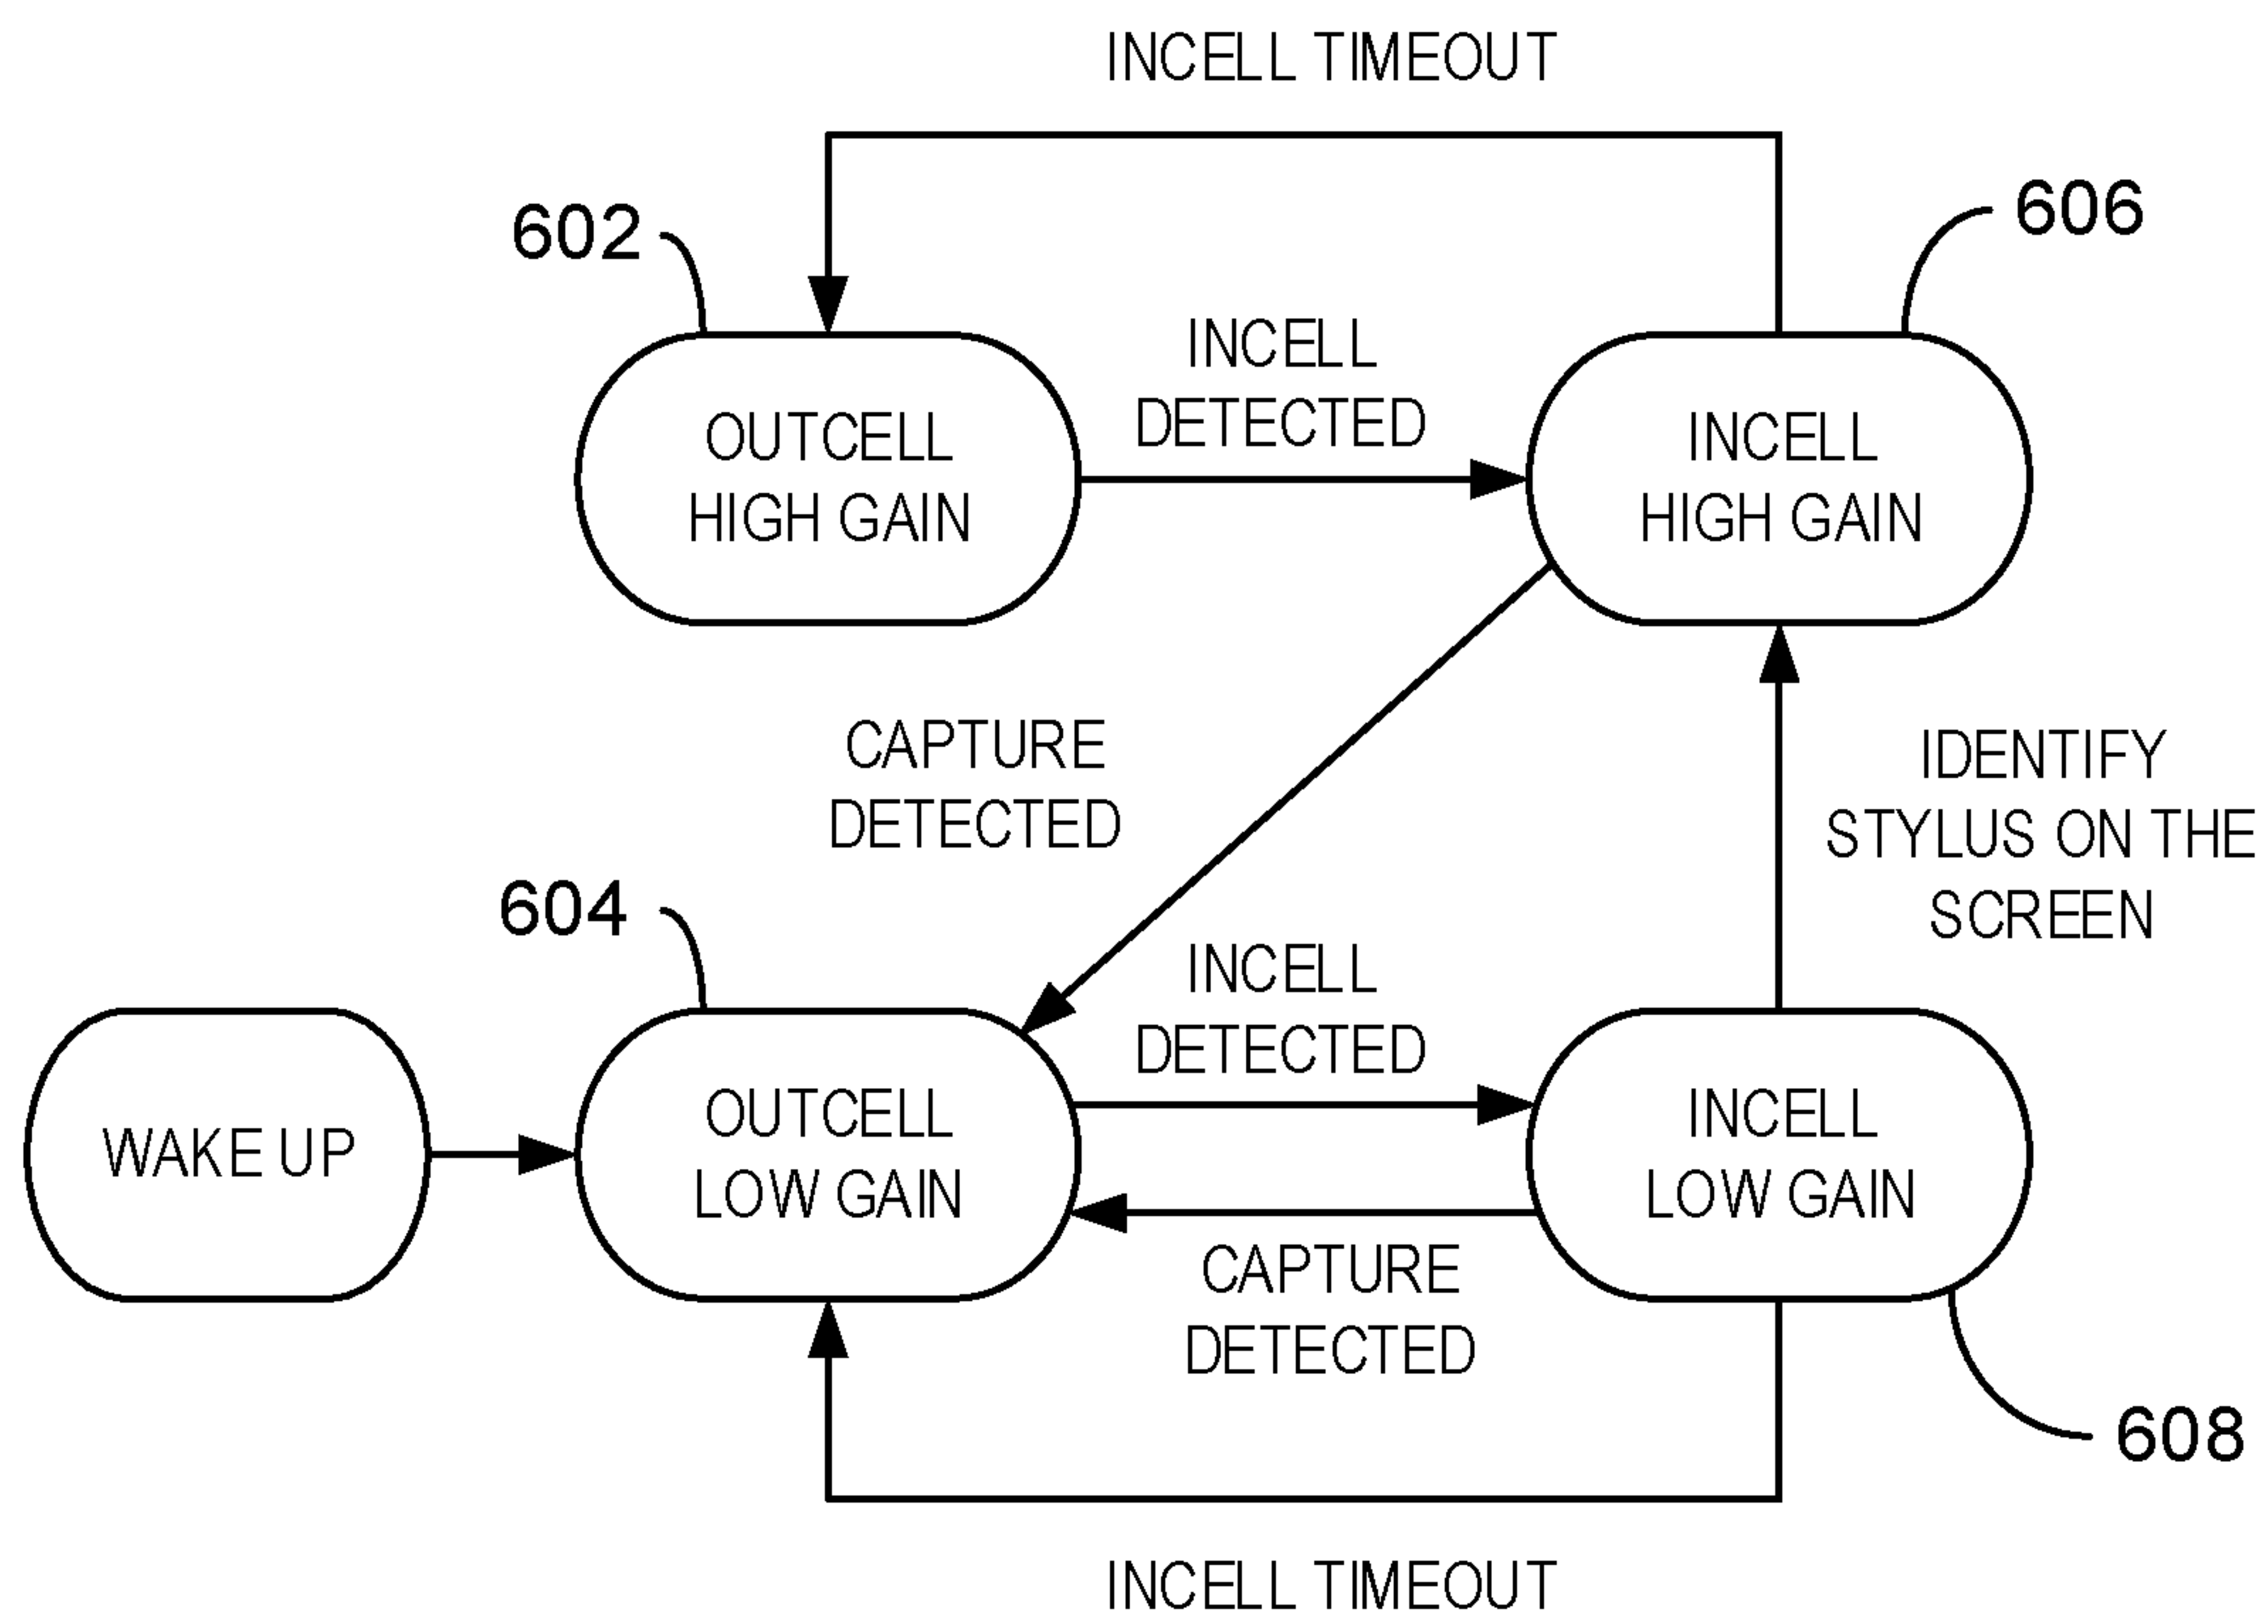 INCELL TIMEOUT
602
606
INCELL
DETECTED
OUTCELL
HIGH GAIN
INCELL
HIGH GAIN
CAPTURE
DETECTED
IDENTIFY
STYLUS ON THE
SCREEN
604
INCELL
DETECTED
WAKE UP
OUTCELL
LOW GAIN
INCELL
LOW GAIN
CAPTURE
DETECTED
608
INCELL TIMEOUT